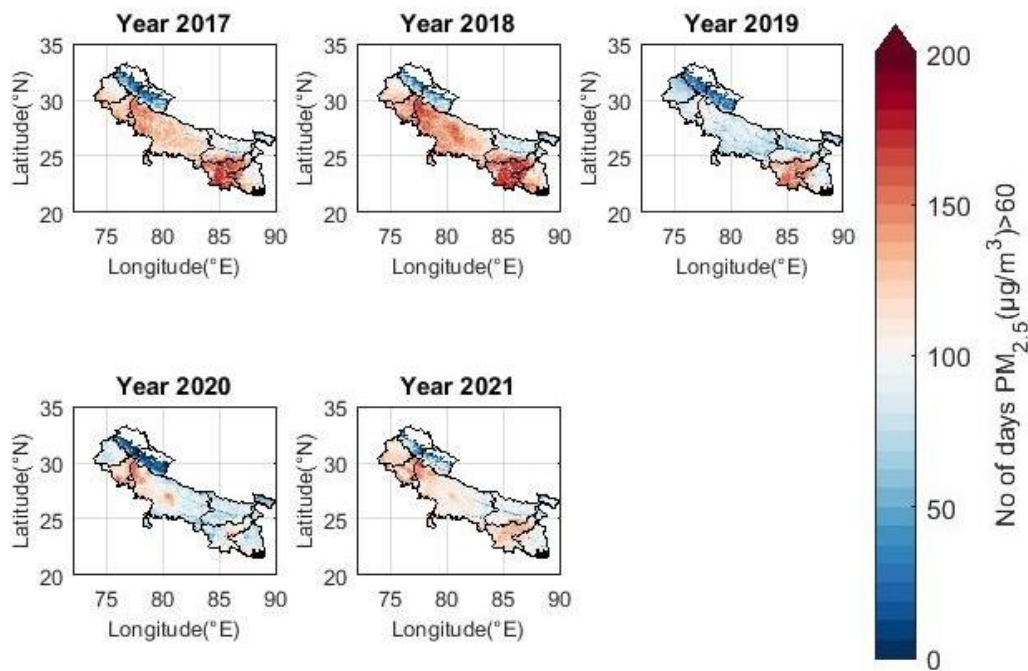 Year 2017
Year 2018
Year 2019
35
30
25
20
Latitude(°N)
75 80 85 90
Longitude(°E)
35
30
25
20
Latitude(°N)
75 80 85 90
Longitude(°E)
35
30
25
20
Latitude(°N)
75 80 85 90
Longitude(°E)
Year 2020
Year 2021
35
30
25
20
Latitude(°N)
75 80 85 90
Longitude(°E)
35
30
25
20
Latitude(°N)
75 80 85 90
Longitude(°E)
200
150
100
50
0
No of days PM2.5(µg/m³)>60